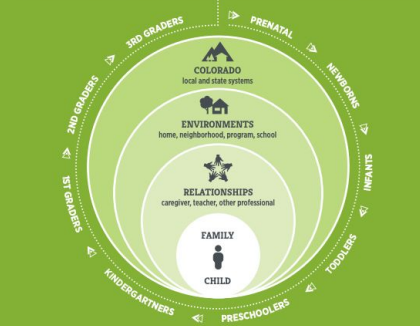 PRENATAL
NEWBORNS
INFANTS
TODDLERS
PRESCHOOLERS
KINDERGARTNERS
1ST GRADERS
2ND GRADERS
3RD GRADERS
COLORADO
local and state systems
ENVIRONMENTS
home, neighborhood, program, school
RELATIONSHIPS
caregiver, teacher, other professional
FAMILY
CHILD